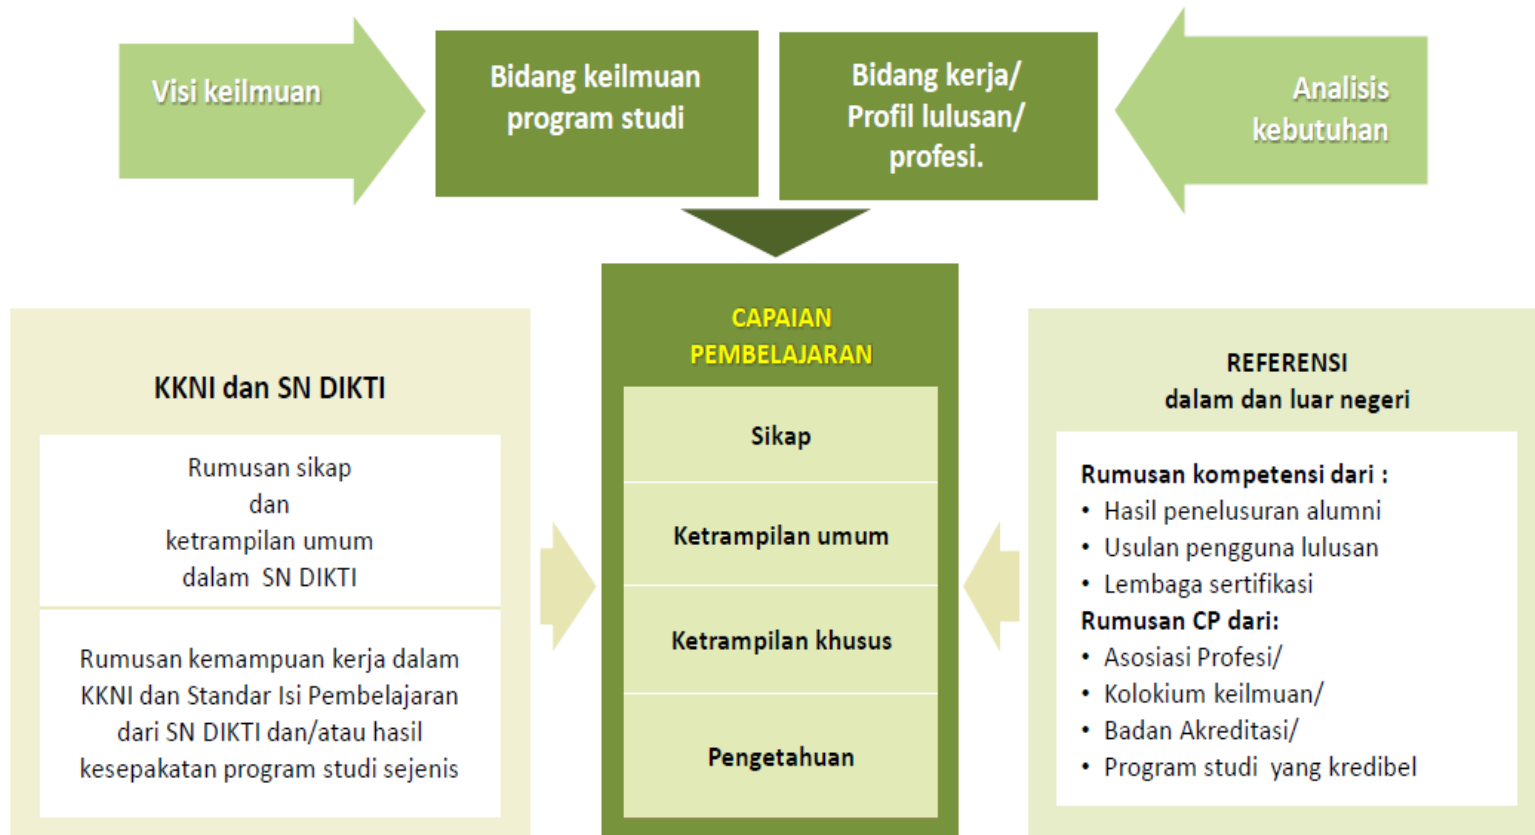 Visi keilmuan
Bidang keilmuan
program studi
Bidang kerja/
Profil lulusan/
profesi.
Analisis
kebutuhan
KKNI dan SN DIKTI
Rumusan sikap
dan
ketrampilan umum
dalam SN DIKTI
Rumusan kemampuan kerja dalam
KKNI dan Standar Isi Pembelajaran
dari SN DIKTI dan/atau hasil
kesepakatan program studi sejenis
CAPAIAN
PEMBELAJARAN
Sikap
Ketrampilan umum
Ketrampilan khusus
Pengetahuan
REFERENSI
dalam dan luar negeri
Rumusan kompetensi dari :
• Hasil penelusuran alumni
• Usulan pengguna lulusan
• Lembaga sertifikasi
Rumusan CP dari:
• Asosiasi Profesi/
• Kolokium keilmuan/
• Badan Akreditasi/
• Program studi yang kredibel